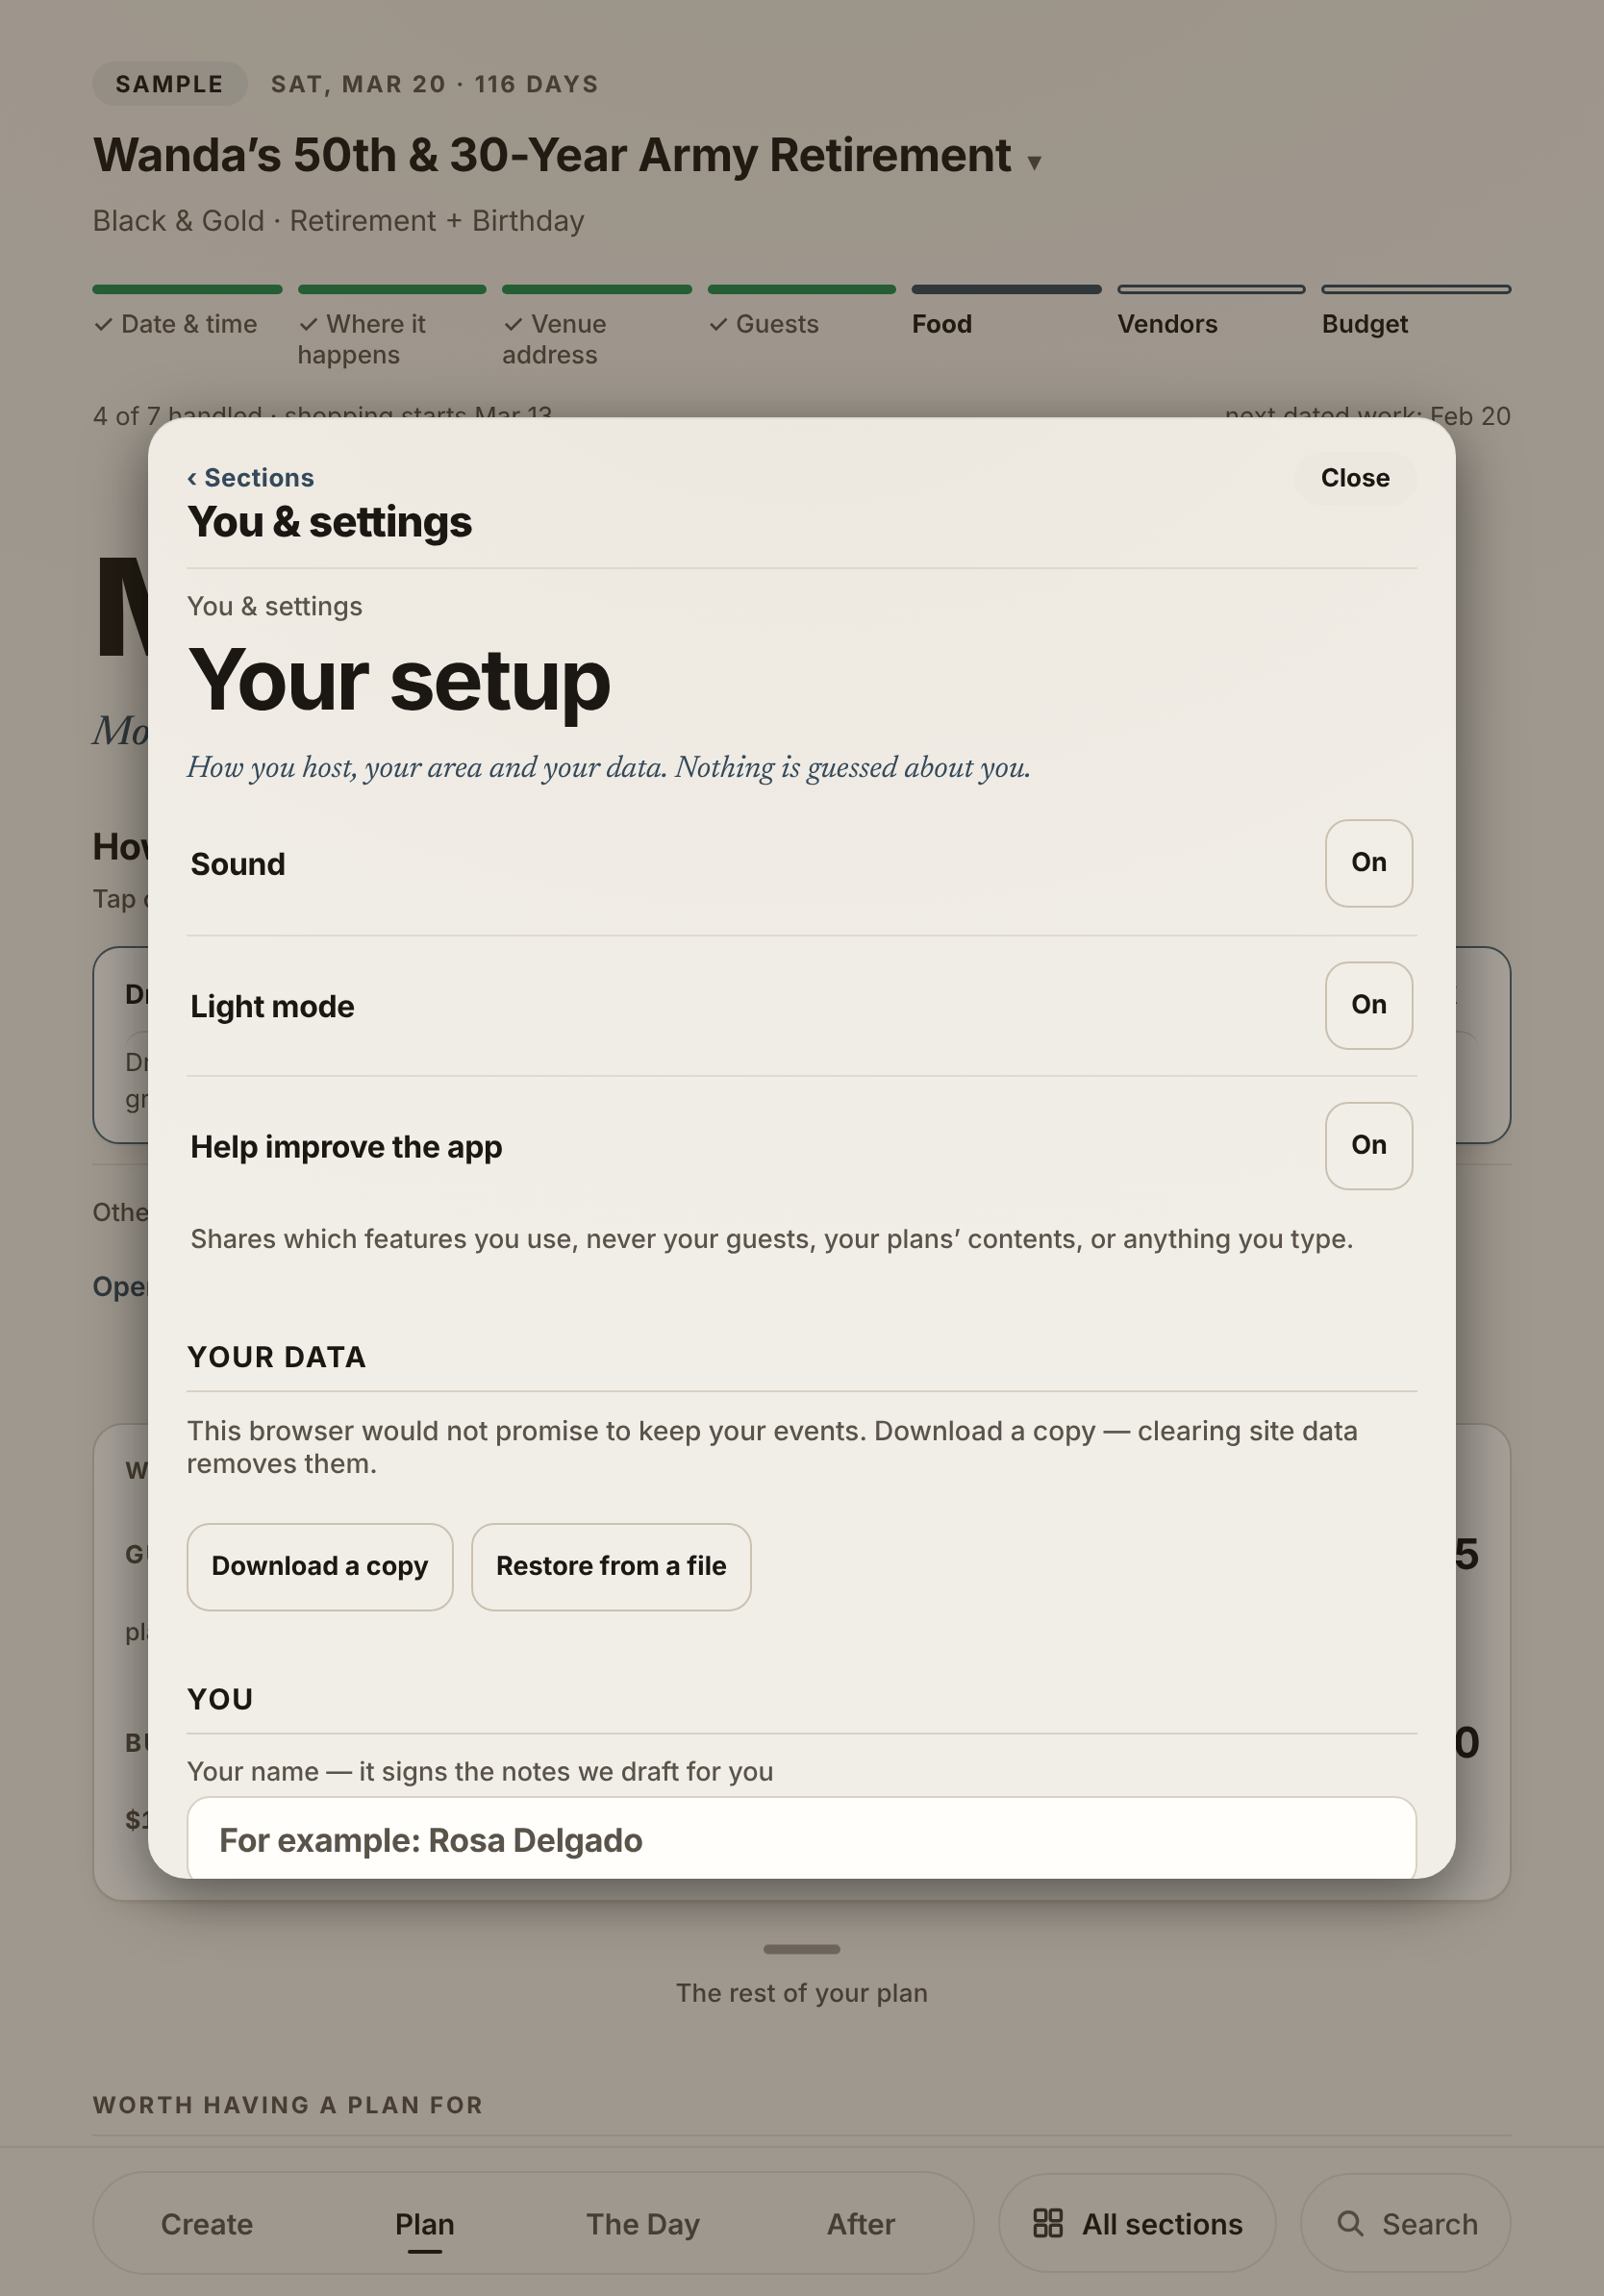 SAMPLE SAT, MAR 20 · 116 DAYS
Wanda’s 50th & 30-Year Army Retirement ▾
Black & Gold · Retirement + Birthday
✓ Date & time ✓ Where it happens ✓ Venue address ✓ Guests Food Vendors Budget
4 of 7 handled · shopping starts Mar 13 next dated work: Feb 20
‹ Sections Close
You & settings
You & settings
Your setup
How you host, your area and your data. Nothing is guessed about you.
Sound On
Light mode On
Help improve the app On
Shares which features you use, never your guests, your plans’ contents, or anything you type.
Tap
YOUR DATA
This browser would not promise to keep your events. Download a copy — clearing site data
removes them.
Download a copy Restore from a file
YOU
Your name — it signs the notes we draft for you
For example: Rosa Delgado
The rest of your plan
WORTH HAVING A PLAN FOR
Create Plan The Day After All sections Search